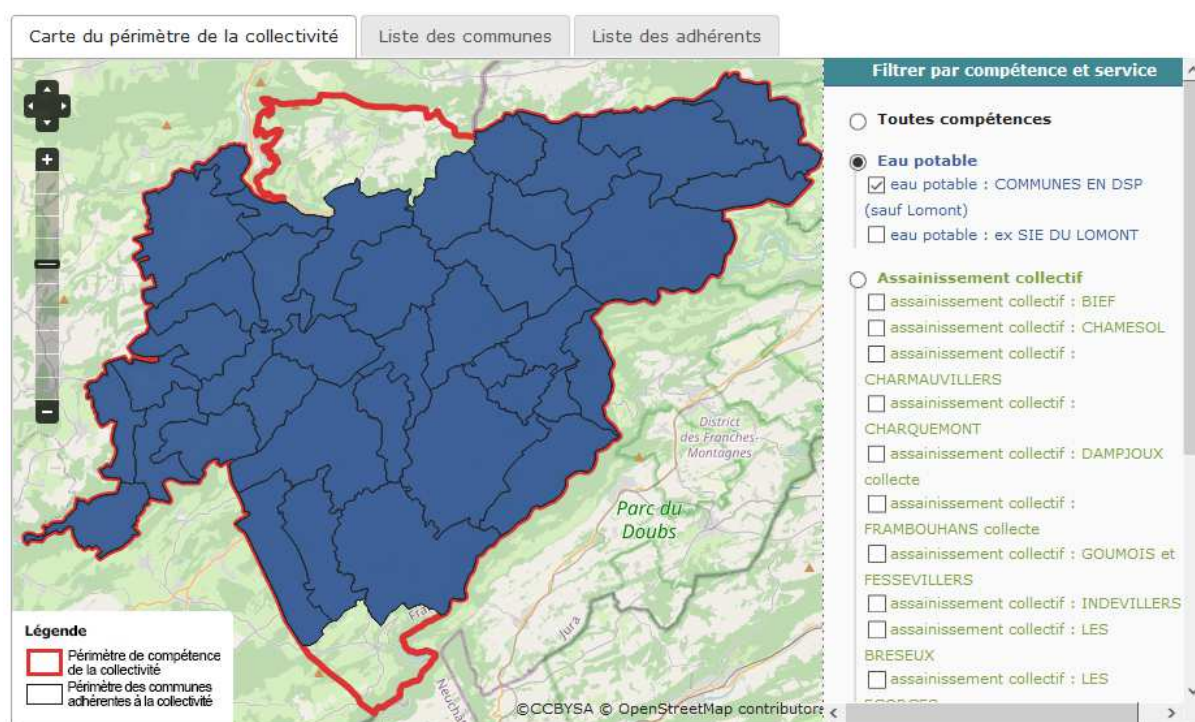 Carte du périmètre de la collectivité
Liste des communes
Liste des adhérents
District
des Franches-
Montagnes
Parc du
Doubs
Jura
Légende
Périmètre de compétence
de la collectivité
Périmètre des communes
adhérentes à la collectivité
©CCBYSA © OpenStreetMap contributors
Filtrer par compétence et service
Toutes compétences
Eau potable
eau potable : COMMUNES EN DSP
(sauf Lomont)
eau potable : ex SIE DU LOMONT
Assainissement collectif
assainissement collectif : BIEF
assainissement collectif : CHAMESOL
assainissement collectif :
CHARMAUVILLERS
assainissement collectif :
CHARQUEMONT
assainissement collectif : DAMPJOUX
collecte
assainissement collectif :
FRAMBOUHANS collecte
assainissement collectif : GOUMOIS et
FESSEVILLERS
assainissement collectif : INDEVILLERS
assainissement collectif : LES
BRESEUX
assainissement collectif : LES